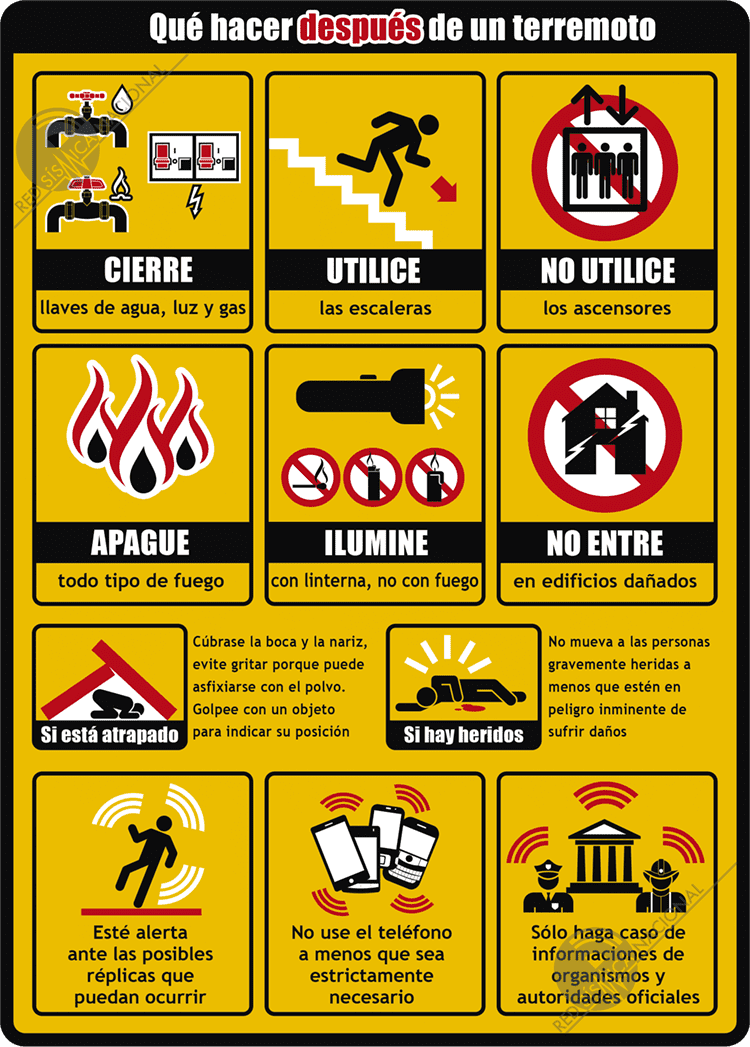 Qué hacer después de un terremoto
CIERRE
llaves de agua, luz y gas
UTILICE
las escaleras
NO UTILICE
los ascensores
APAGUE
todo tipo de fuego
ILUMINE
con linterna, no con fuego
NO ENTRE
en edificios dañados
Si está atrapado
Cúbrase la boca y la nariz,
evite gritar porque puede
asfixiarse con el polvo.
Golpee con un objeto
para indicar su posición
Si hay heridos
No mueva a las personas
gravemente heridas a
menos que estén en
peligro inminente de
sufrir daños
Esté alerta
ante las posibles
réplicas que
puedan ocurrir
No use el teléfono
a menos que sea
estrictamente
necesario
Sólo haga caso de
informaciones de
organismos y
autoridades oficiales
RED SÍSMICA NACIONAL
RED SÍSMICA NACIONAL